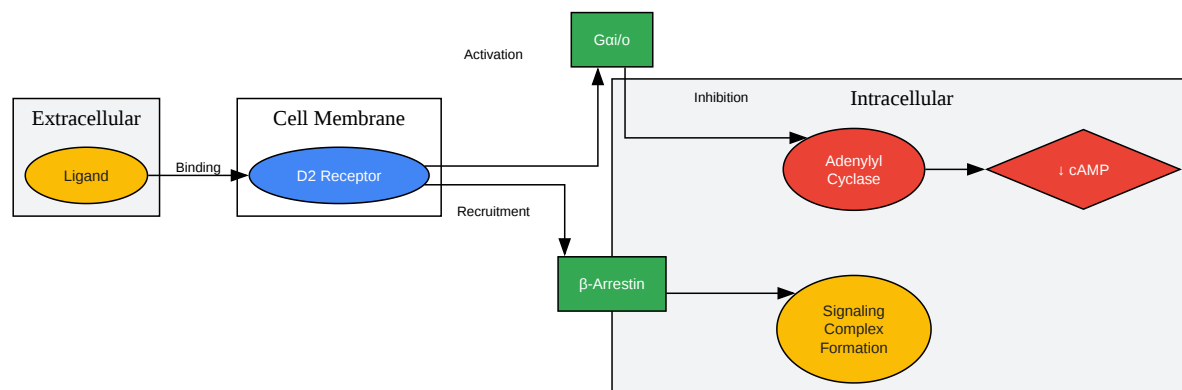 Gαi/o
Activation
Inhibition
Intracellular
Extracellular
Cell Membrane
Ligand
Binding
D2 Receptor
Adenylyl
Cyclase
↓ cAMP
Recruitment
β-Arrestin
Signaling
Complex
Formation